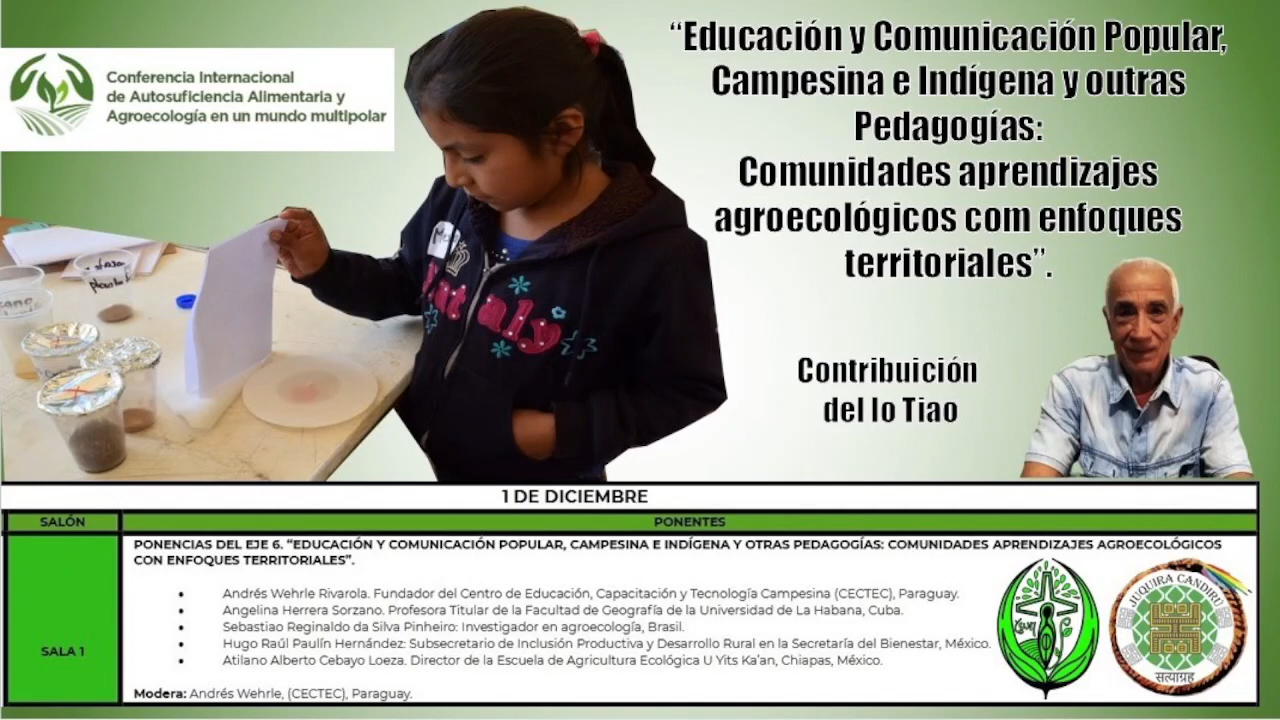 Conferencia Internacional
de Autosuficiencia Alimentaria y
Agroecología en un mundo multipolar
“Educación y Comunicación Popular,
Campesina e Indígena y outras
Pedagogías:
Comunidades aprendizajes
agroecológicos com enfoques
territoriales”.
Contribuición
del Io Tiao
1 DE DICIEMBRE
SALÓN
PONENTES
SALA 1
PONENCIAS DEL EJE 6. “EDUCACIÓN Y COMUNICACIÓN POPULAR, CAMPESINA E INDÍGENA Y OTRAS PEDAGOGÍAS: COMUNIDADES APRENDIZAJES AGROECOLÓGICOS
CON ENFOQUES TERRITORIALES”.
• Andrés Wehrle Rivarola. Fundador del Centro de Educación, Capacitación y Tecnología Campesina (CECTEC), Paraguay.
• Angelina Herrera Sorzano. Profesora Titular de la Facultad de Geografía de la Universidad de La Habana, Cuba.
• Sebastiao Reginaldo da Silva Pinheiro: Investigador en agroecología, Brasil.
• Hugo Raúl Paulín Hernández: Subsecretario de Inclusión Productiva y Desarrollo Rural en la Secretaría del Bienestar, México.
• Atilano Alberto Cebayo Loeza. Director de la Escuela de Agricultura Ecológica U Yits Ka’an, Chiapas, México.
Modera: Andrés Wehrle, (CECTEC), Paraguay.
JUQUIRA CANDIRU
सत्याग्रह